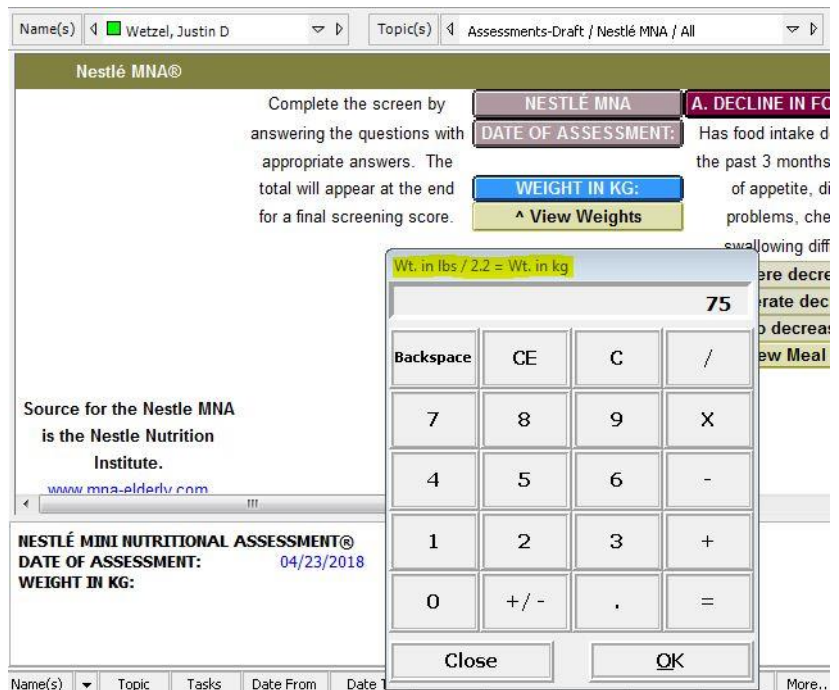 Name(s) Wetzel, Justin D Topic(s) Assessments-Draft / Nestlé MNA / All
Nestlé MNA®
Complete the screen by
answering the questions with
appropriate answers. The
total will appear at the end
for a final screening score.
NESTLÉ MNA
DATE OF ASSESSMENT:
WEIGHT IN KG:
^ View Weights
A. DECLINE IN
Has food intake
the past 3 months
of appetite,
problems,
swallowing
decre
decreas
Meal
Wt. in lbs / 2.2 = Wt. in kg
75
Backspace CE C /
7 8 9 X
4 5 6 -
1 2 3 +
0 +/- . =
Close OK
Source for the Nestle MNA
is the Nestle Nutrition
Institute.
www.mna-elderly.com
NESTLÉ MINI NUTRITIONAL ASSESSMENT®
DATE OF ASSESSMENT: 04/23/2018
WEIGHT IN KG:
Name(s) Topic Tasks Date From Date More..